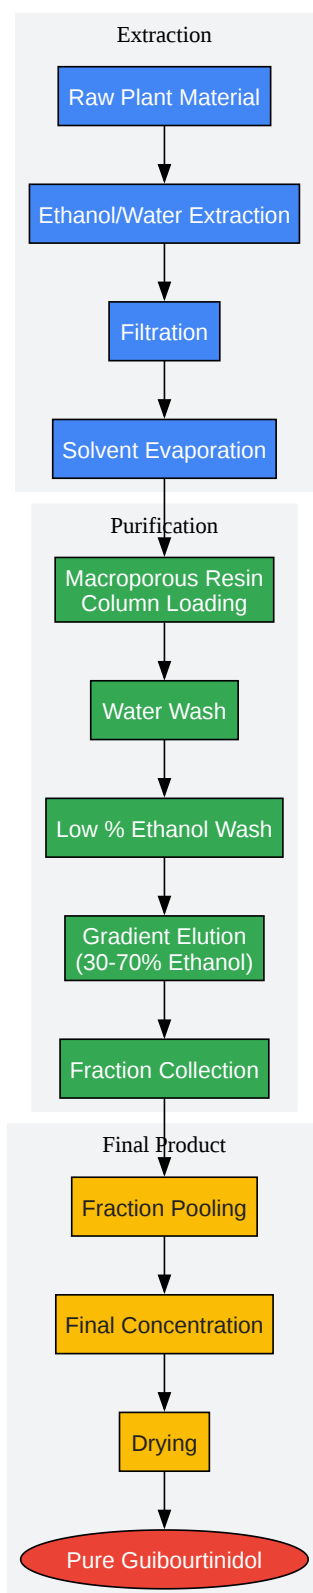 Extraction
Raw Plant Material
Ethanol/Water Extraction
Filtration
Solvent Evaporation
Purification
Macroporous Resin
Column Loading
Water Wash
Low % Ethanol Wash
Gradient Elution
(30-70% Ethanol)
Fraction Collection
Final Product
Fraction Pooling
Final Concentration
Drying
Pure Guibourtinidol